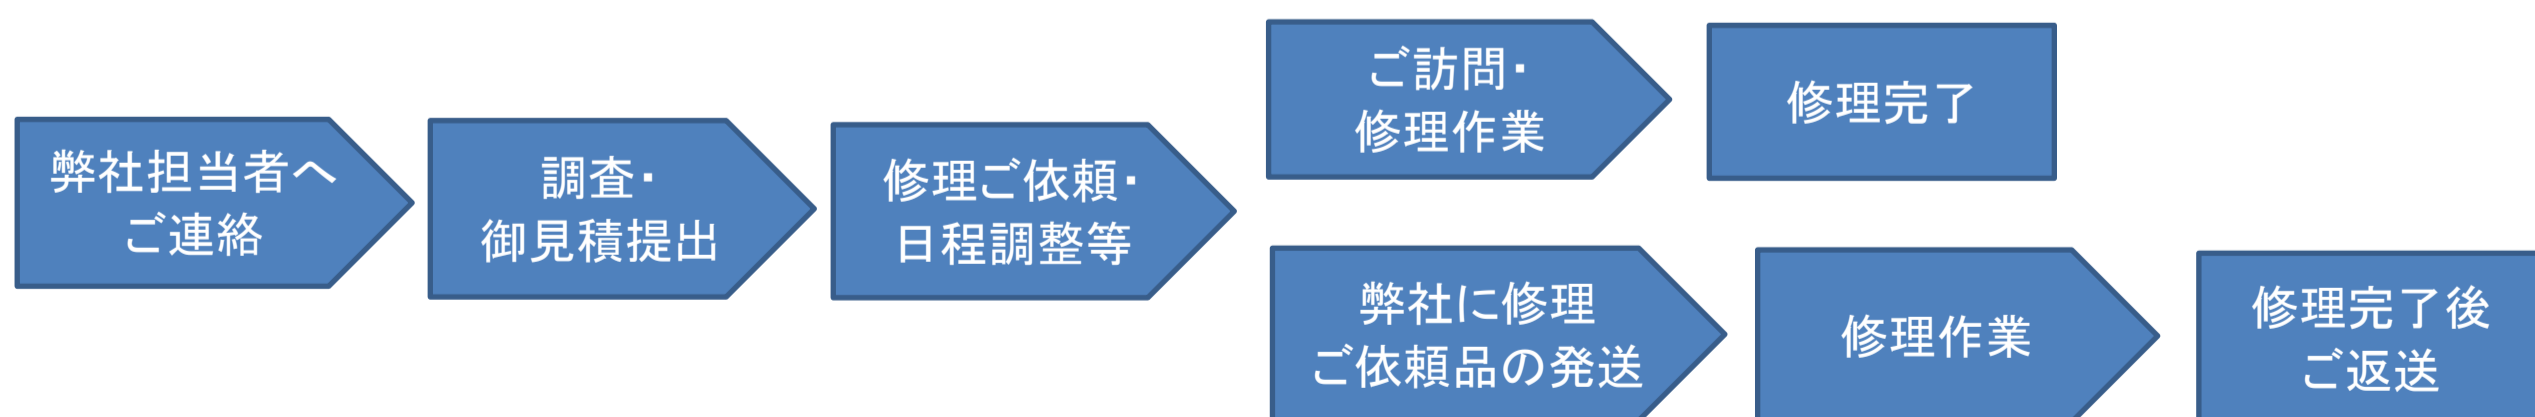 弊社担当者へ
ご連絡
調査・
御見積提出
修理ご依頼・
日程調整等
ご訪問・
修理作業
修理完了
弊社に修理
ご依頼品の発送
修理作業
修理完了後
ご返送